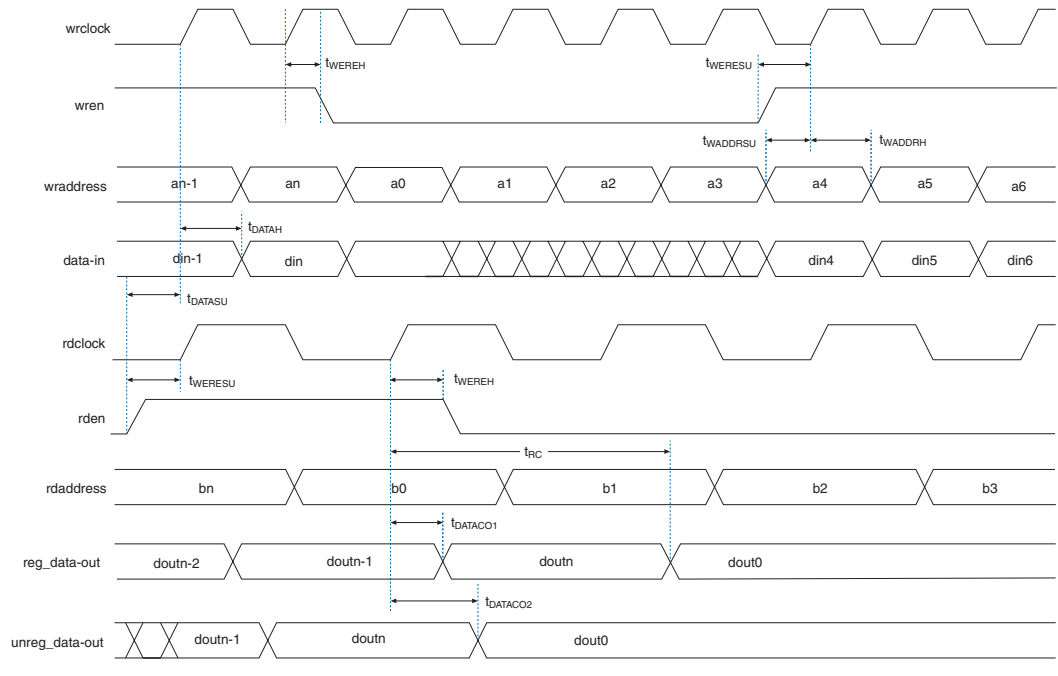 wrclock
tWEREH tWERESU
wren
tWADDRSU tWADDRH
wraddress an-1 an a0 a1 a2 a3 a4 a5 a6
tDATAH
data-in din-1 din din4 din5 din6
tDATASU
rdclock
tWERESU tWEREH
rden
tRC
rdaddress bn b0 b1 b2 b3
tDATACO1
reg_data-out doutn-2 doutn-1 doutn dout0
tDATACO2
unreg_data-out doutn-1 doutn dout0